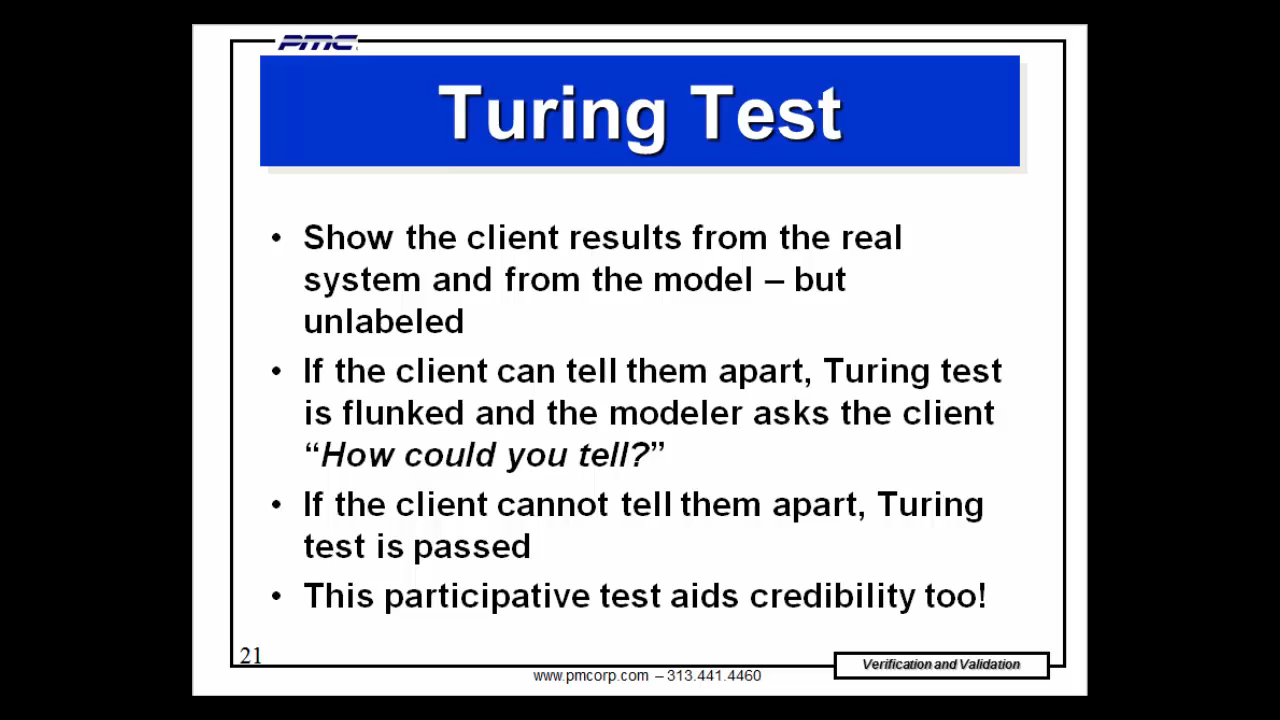 PMC
Turing Test
• Show the client results from the real
system and from the model – but
unlabeled
• If the client can tell them apart, Turing test
is flunked and the modeler asks the client
“How could you tell?”
• If the client cannot tell them apart, Turing
test is passed
• This participative test aids credibility too!
21
Verification and Validation
www.pmcorp.com – 313.441.4460